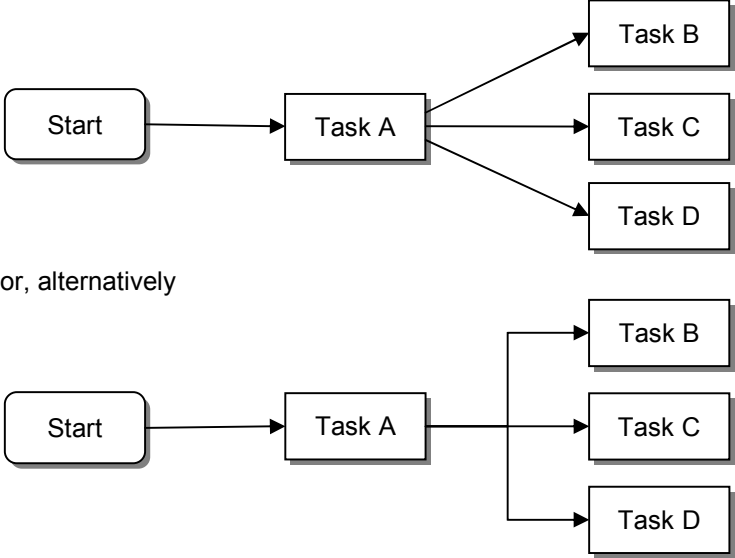 Task B
Start
Task A
Task C
Task D
or, alternatively
Task B
Start
Task A
Task C
Task D